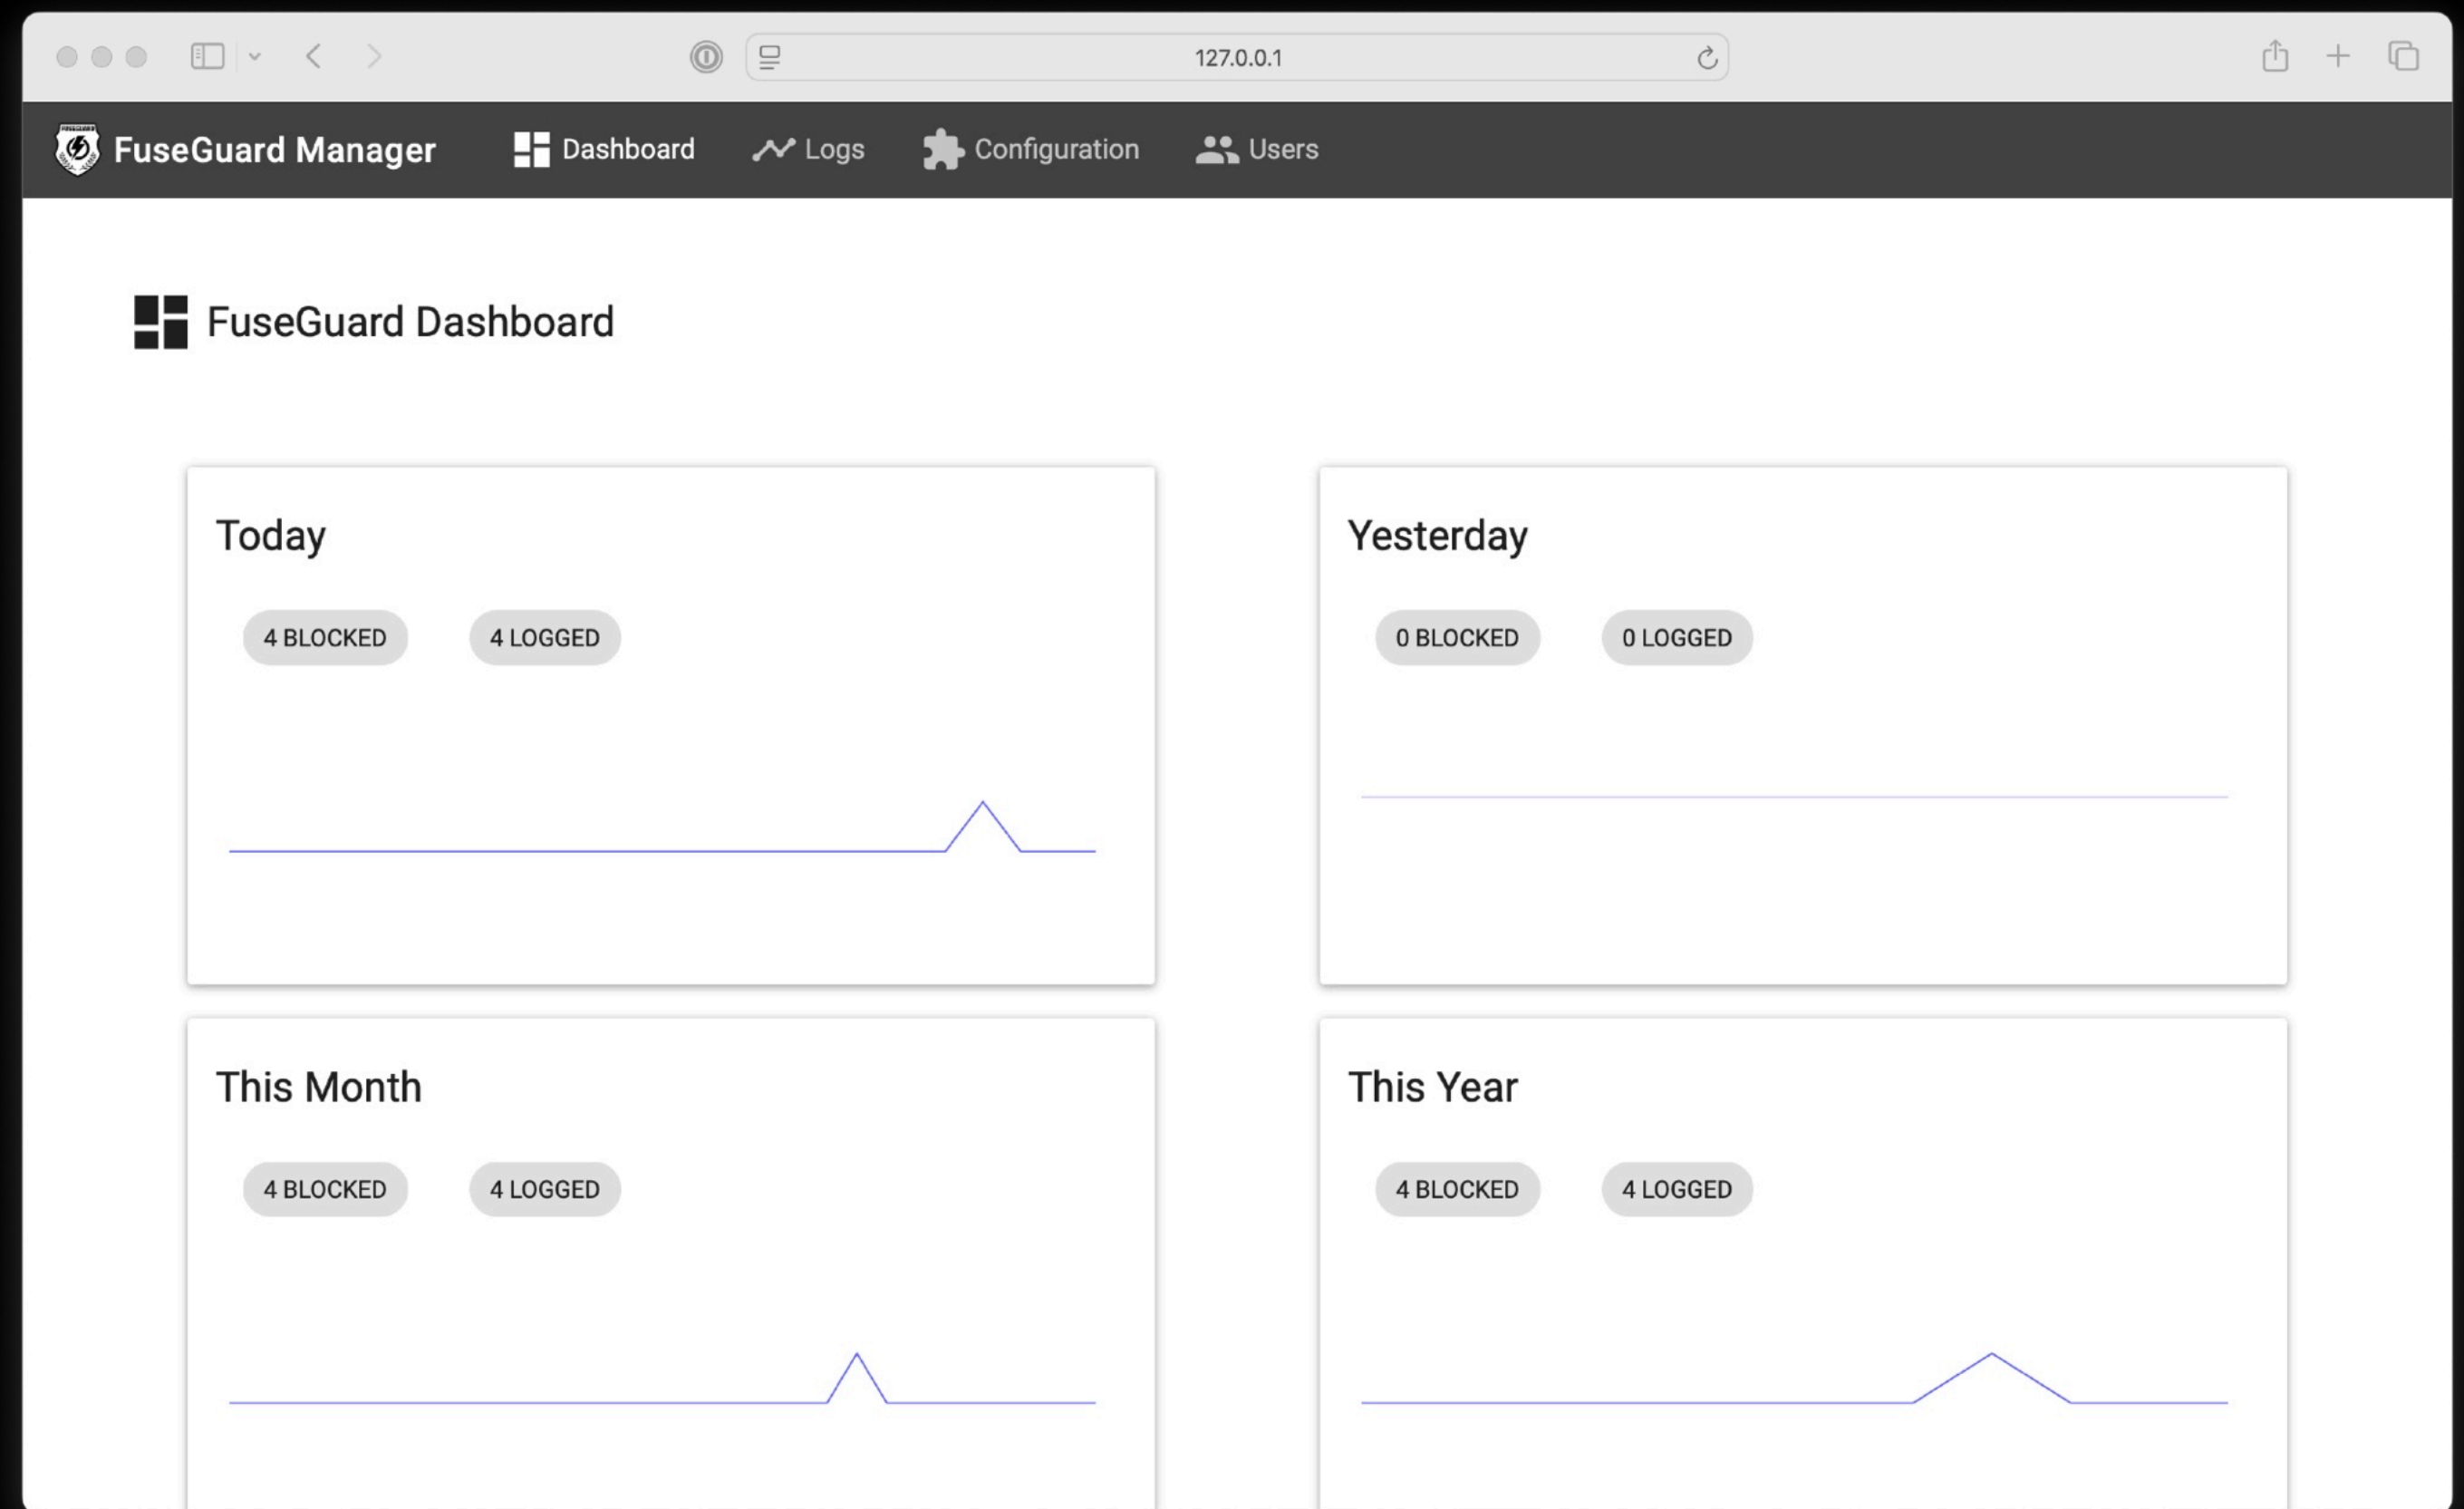 127.0.0.1
FuseGuard Manager Dashboard Logs Configuration Users
FuseGuard Dashboard
Today
4 BLOCKED 4 LOGGED
Yesterday
0 BLOCKED 0 LOGGED
This Month
4 BLOCKED 4 LOGGED
This Year
4 BLOCKED 4 LOGGED